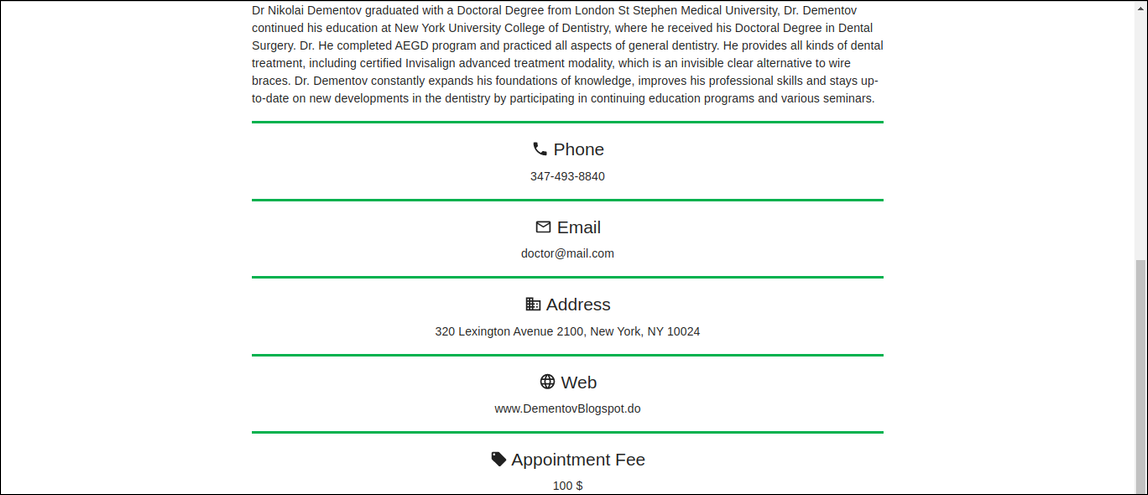 Dr Nikolai Dementov graduated with a Doctoral Degree from London St Stephen Medical University, Dr. Dementov
continued his education at New York University College of Dentistry, where he received his Doctoral Degree in Dental
Surgery. Dr. He completed AEGD program and practiced all aspects of general dentistry. He provides all kinds of dental
treatment, including certified Invisalign advanced treatment modality, which is an invisible clear alternative to wire
braces. Dr. Dementov constantly expands his foundations of knowledge, improves his professional skills and stays up-
to-date on new developments in the dentistry by participating in continuing education programs and various seminars.
Phone
347-493-8840
Email
doctor@mail.com
Address
320 Lexington Avenue 2100, New York, NY 10024
Web
www.DementovBlogspot.do
Appointment Fee
100 $